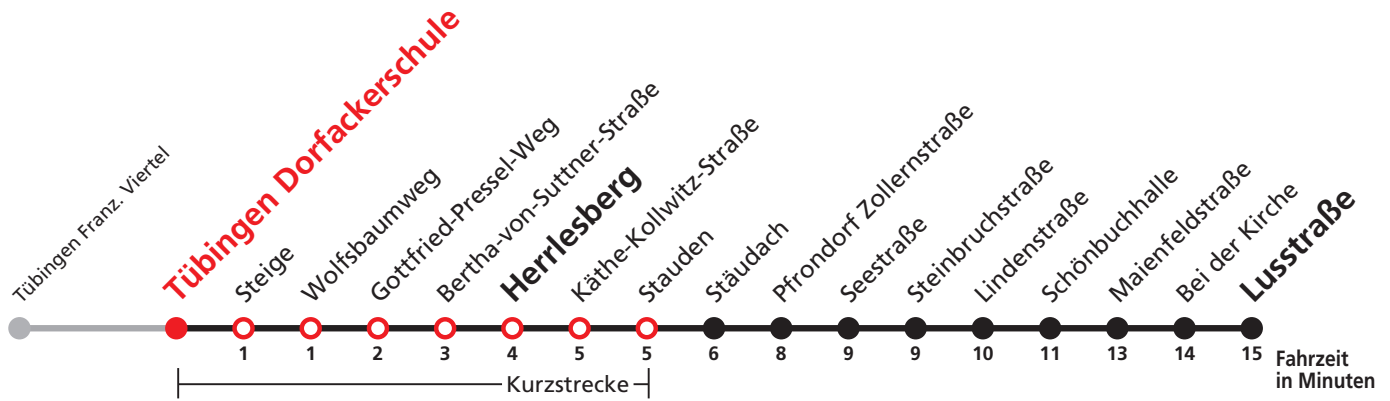 Tübingen Franz. Viertel
Tübingen Dorfackerschule
Steige
Wolfsbaumweg
Gottfried-Pressel-Weg
Bertha-von-Suttner-Straße
Herrlesberg
Käthe-Kollwitz-Straße
Stauden
Stäudach
Pfrondorf Zollernstraße
Seestraße
Steinbruchstraße
Lindenstraße
Schönbuchhalle
Maienfeldstraße
Bei der Kirche
Lusstraße
1 1 2 3 4 5 5 6 8 9 9 10 11 13 14 15
Fahrzeit
in Minuten
Kurzstrecke